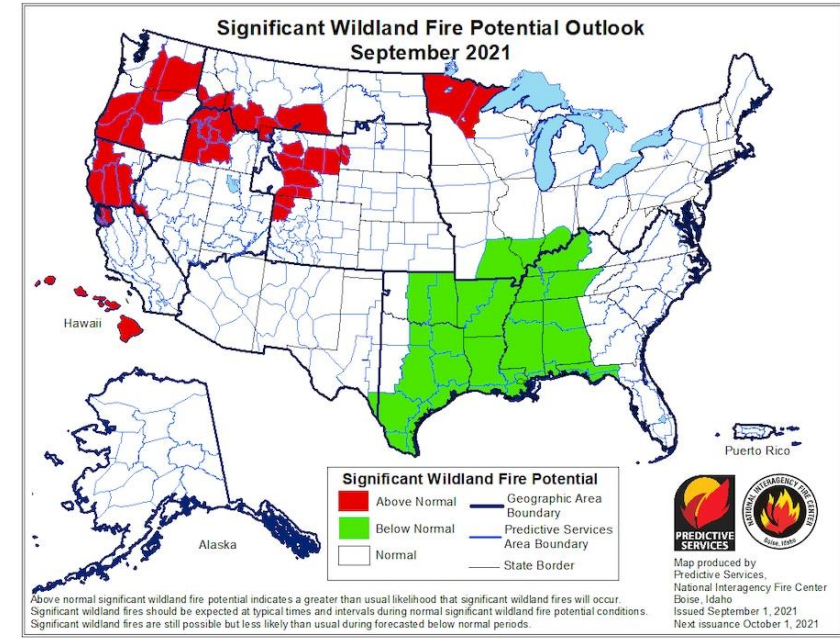 Significant Wildland Fire Potential Outlook
September 2021
Hawaii
Alaska
Puerto Rico
Significant Wildland Fire Potential
Above Normal
Below Normal
Normal
Geographic Area
Boundary
Predictive Services
Area Boundary
State Border
PREDICTIVE
SERVICES
NATIONAL INTERAGENCY FIRE CENTER
Boise, Idaho
Map produced by
Predictive Services,
National Interagency Fire Center
Boise, Idaho
Issued September 1, 2021
Next issuance October 1, 2021
Above normal significant wildland fire potential indicates a greater than usual likelihood that significant wildland fires will occur.
Significant wildland fires should be expected at typical times and intervals during normal significant wildland fire potential conditions.
Significant wildland fires are still possible but less likely than usual during forecasted below normal periods.